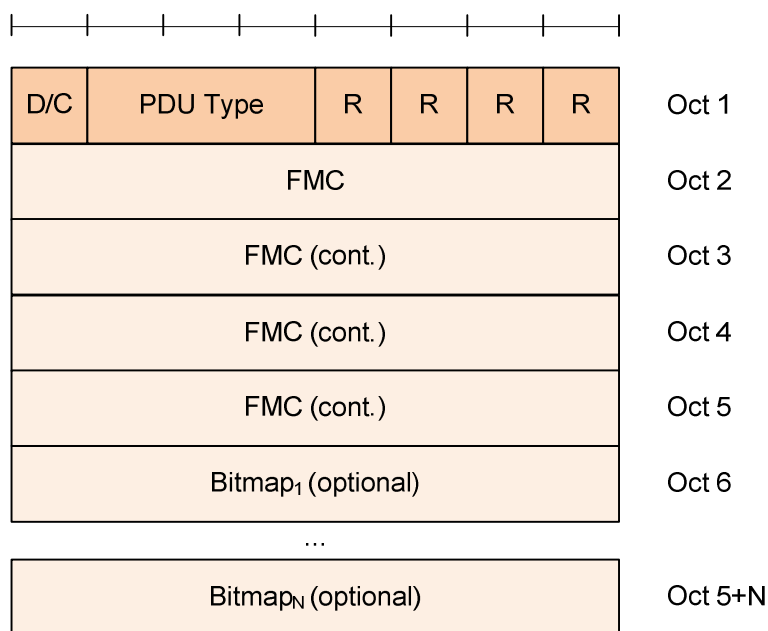 D/C PDU Type R R R R Oct 1
FMC Oct 2
FMC (cont.) Oct 3
FMC (cont.) Oct 4
FMC (cont.) Oct 5
Bitmap₁ (optional) Oct 6
...
Bitmap_N (optional) Oct 5+N